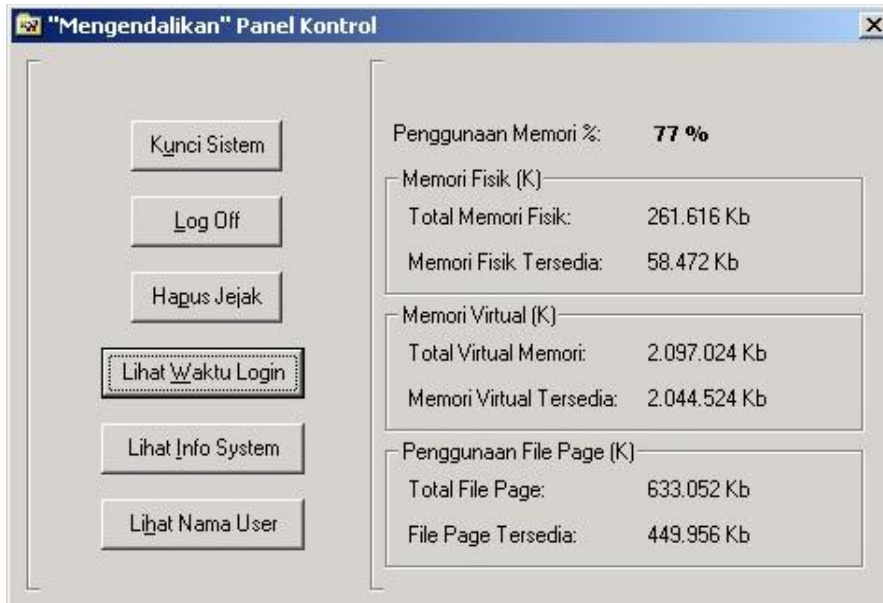 "Mengendalikan" Panel Kontrol
Kunci Sistem
Log Off
Hapus Jejak
Lihat Waktu Login
Lihat Info System
Lihat Nama User
Penggunaan Memori %: 77 %
Memori Fisik (K)
Total Memori Fisik: 261.616 Kb
Memori Fisik Tersedia: 58.472 Kb
Memori Virtual (K)
Total Virtual Memori: 2.097.024 Kb
Memori Virtual Tersedia: 2.044.524 Kb
Penggunaan File Page (K)
Total File Page: 633.052 Kb
File Page Tersedia: 449.956 Kb